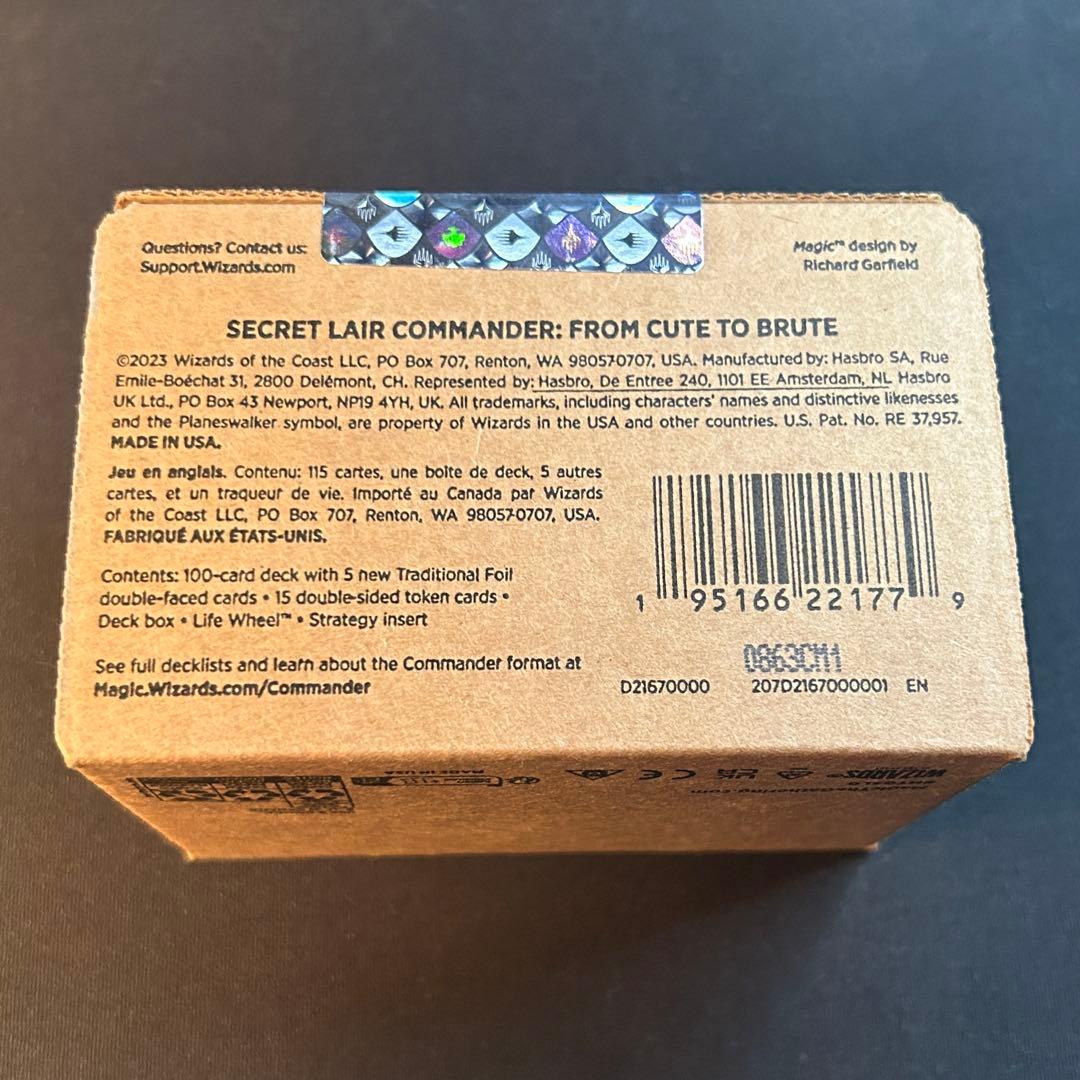 Questions? Contact us:
Support.Wizards.com
Magic™ design by
Richard Garfield
SECRET LAIR COMMANDER: FROM CUTE TO BRUTE
©2023 Wizards of the Coast LLC, PO Box 707, Renton, WA 98057-0707, USA. Manufactured by: Hasbro SA, Rue
Emile-Boéchat 31, 2800 Delémont, CH. Represented by: Hasbro, De Entree 240, 1101 EE Amsterdam, NL. Hasbro
UK Ltd., PO Box 43 Newport, NP19 4YH, UK. All trademarks, including characters' names and distinctive likenesses
and the Planeswalker symbol, are property of Wizards in the USA and other countries. U.S. Pat. No. RE 37,957.
MADE IN USA.
Jeu en anglais. Contenu: 115 cartes, une boîte de deck, 5 autres
cartes, et un traqueur de vie. Importé au Canada par Wizards
of the Coast LLC, PO Box 707, Renton, WA 98057-0707, USA.
FABRIQUÉ AUX ÉTATS-UNIS.
Contents: 100-card deck with 5 new Traditional Foil
double-faced cards • 15 double-sided token cards •
Deck box • Life Wheel™ • Strategy insert
See full decklists and learn about the Commander format at
Magic.Wizards.com/Commander
1 95166 22177 9
0863CM1
D21670000 207D2167000001 EN
MADE IN USA
WIZARDS
MagicTheGathering.com